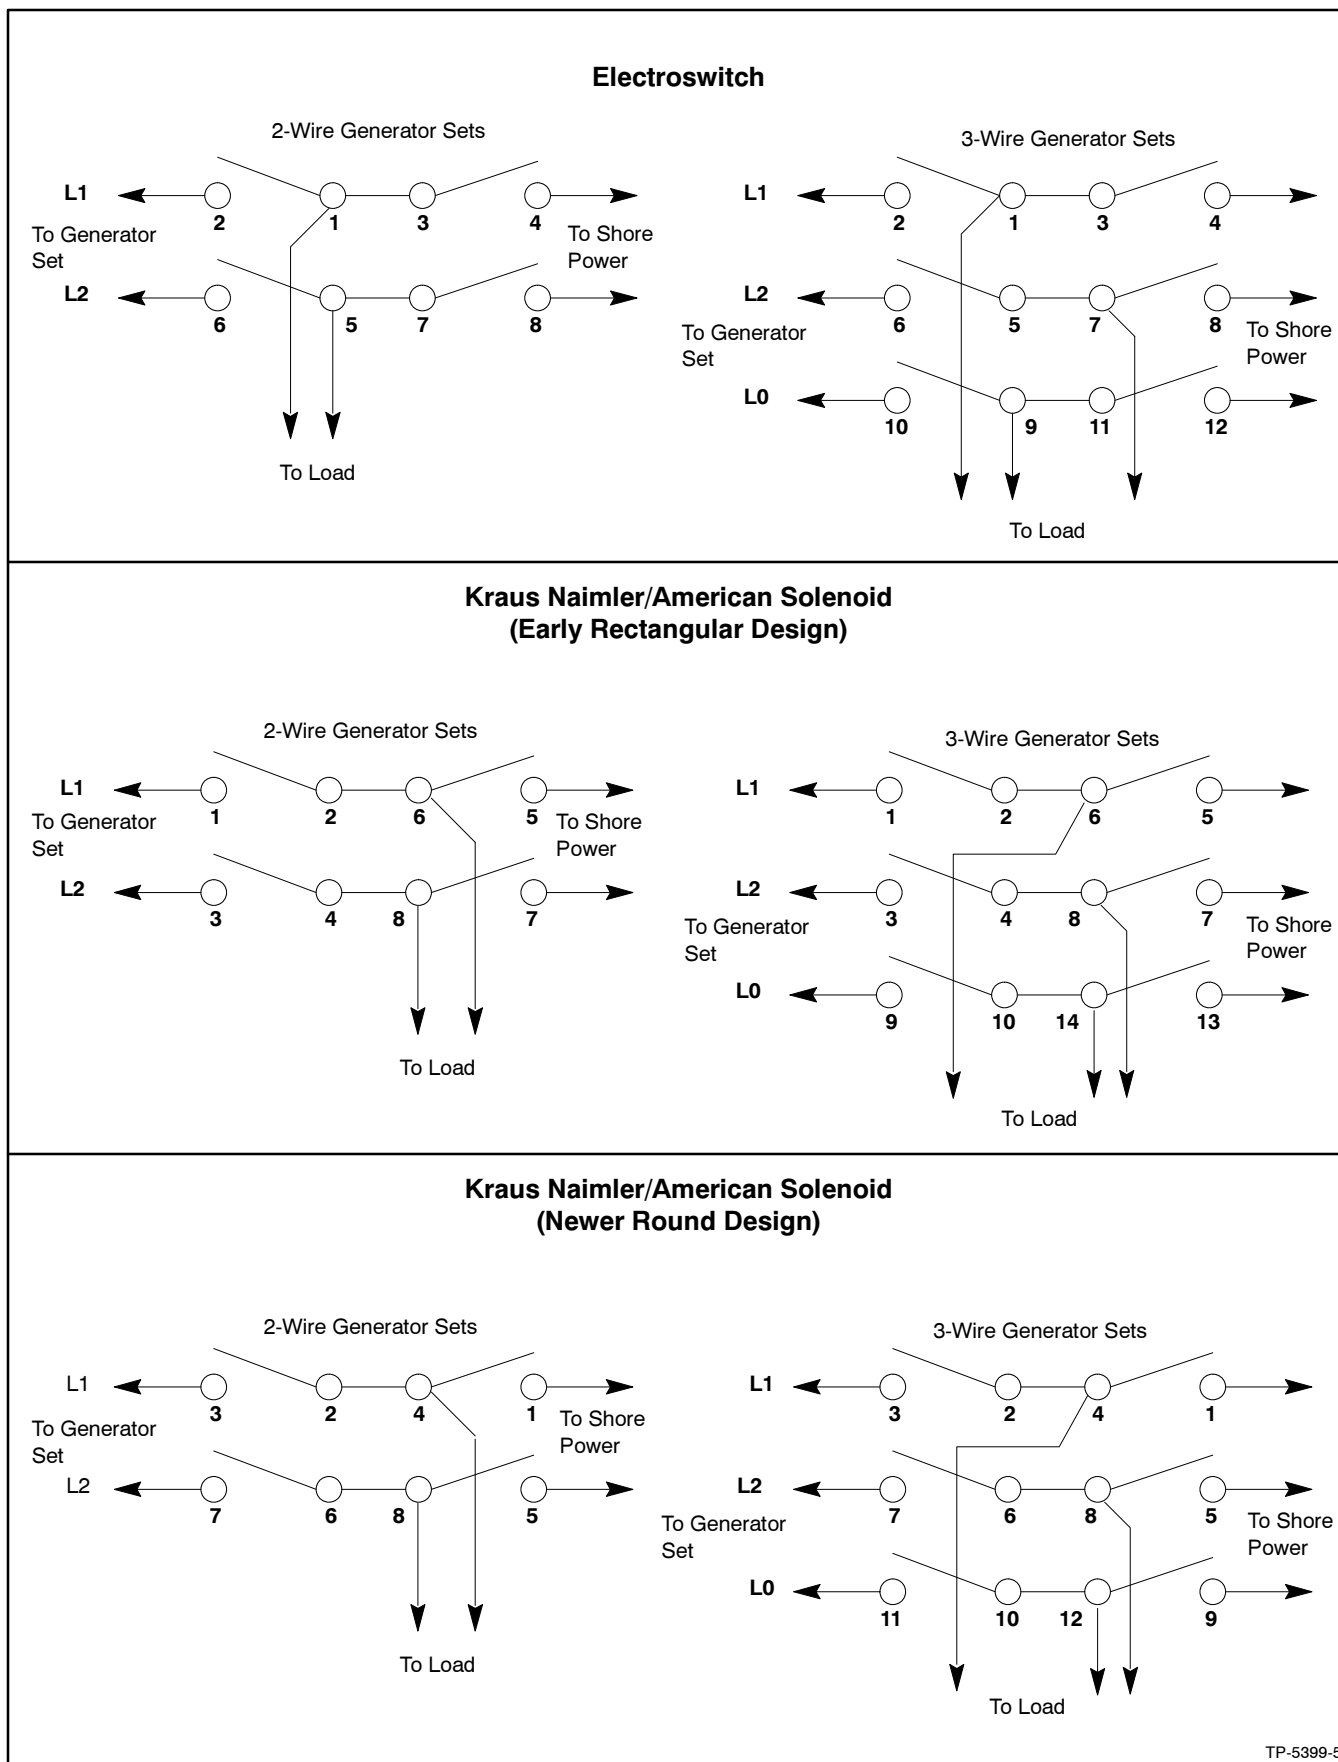 Electroswitch
2-Wire Generator Sets
L1
2
1
3
4
To Generator
Set
To Shore
Power
L2
6
5
7
8
To Load
3-Wire Generator Sets
L1
2
1
3
4
L2
6
5
7
8
To Generator
Set
To Shore
Power
L0
10
9
11
12
To Load
Kraus Naimler/American Solenoid
(Early Rectangular Design)
2-Wire Generator Sets
L1
1
2
6
5
To Generator
Set
To Shore
Power
L2
3
4
8
7
To Load
3-Wire Generator Sets
L1
1
2
6
5
L2
3
4
8
7
To Generator
Set
To Shore
Power
L0
9
10
14
13
To Load
Kraus Naimler/American Solenoid
(Newer Round Design)
2-Wire Generator Sets
L1
3
2
4
1
To Generator
Set
To Shore
Power
L2
7
6
8
5
To Load
3-Wire Generator Sets
L1
3
2
4
1
L2
7
6
8
5
To Generator
Set
To Shore
Power
L0
11
10
12
9
To Load
TP-5399-5